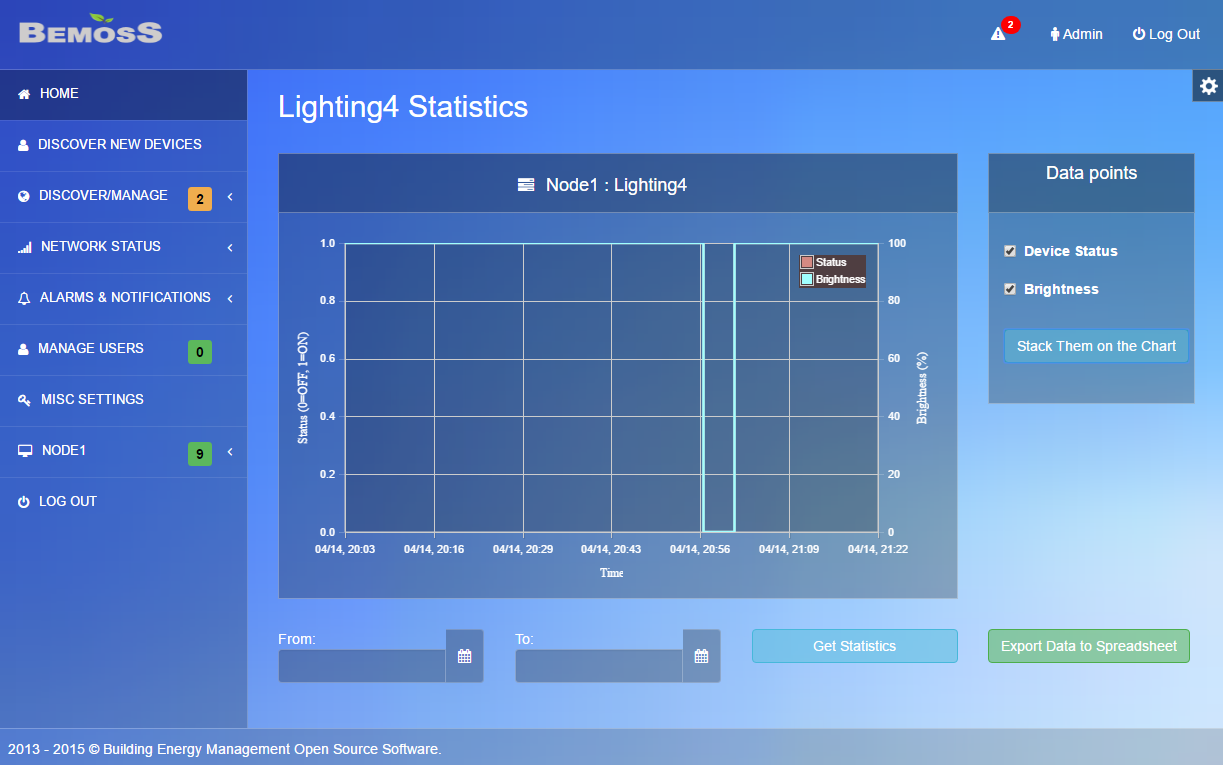 BEMOSS
2
Admin
Log Out
HOME
DISCOVER NEW DEVICES
DISCOVER/MANAGE 2
NETWORK STATUS
ALARMS & NOTIFICATIONS
MANAGE USERS 0
MISC SETTINGS
NODE1 9
LOG OUT
Lighting4 Statistics
Node1 : Lighting4
Status (0=OFF, 1=ON)
1.0
0.8
0.6
0.4
0.2
0.0
Status
Brightness
100
80
60
40
20
0
Brightness (%)
04/14, 20:03 04/14, 20:16 04/14, 20:29 04/14, 20:43 04/14, 20:56 04/14, 21:09 04/14, 21:22
Time
Data points
Device Status
Brightness
Stack Them on the Chart
From:
To:
Get Statistics
Export Data to Spreadsheet
2013 - 2015 © Building Energy Management Open Source Software.